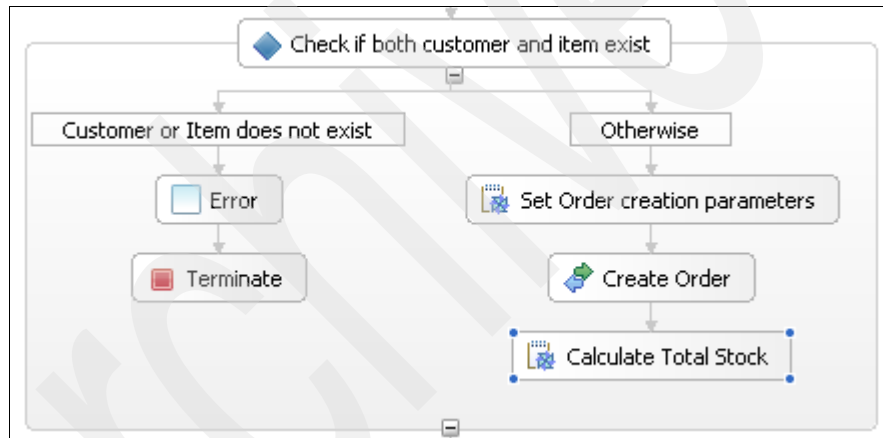 Check if both customer and item exist
Customer or Item does not exist
Otherwise
Error
Set Order creation parameters
Terminate
Create Order
Calculate Total Stock